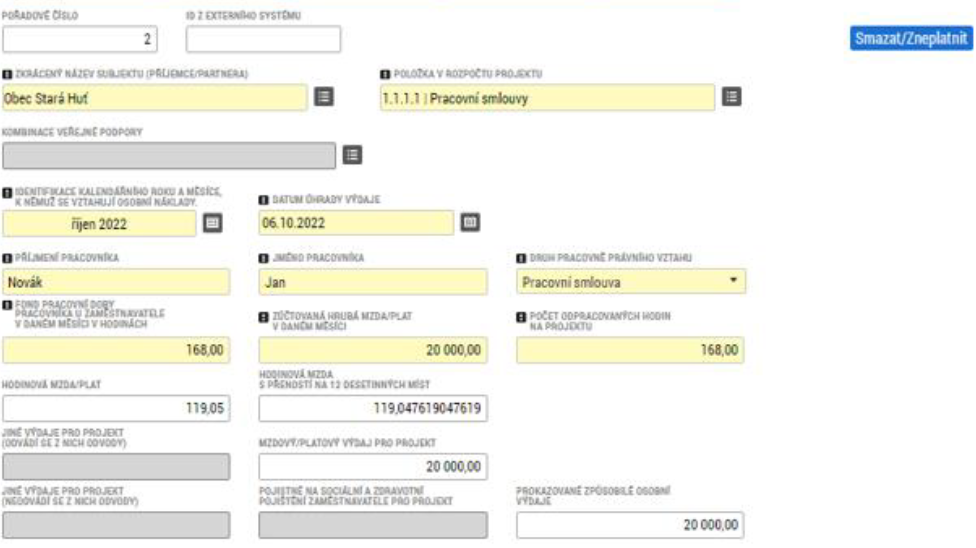 POŘADOVÉ ČÍSLO
ID Z EXTERNÍHO SYSTÉMU
2
Smazat/Zneplatnit
ZKRÁCENÝ NÁZEV SUBJEKTU (PŘÍJEMCE/PARTNERA)
POLOŽKA V ROZPOČTU PROJEKTU
Obec Stará Huť
1.1.1.1 | Pracovní smlouvy
KOMBINACE VEŘEJNÉ PODPORY
IDENTIFIKACE KALENDÁŘNÍHO ROKU A MĚSÍCE,
K NĚMUŽ SE VZTAHUJÍ OSOBNÍ NÁKLADY.
DATUM ÚHRADY VÝDAJE
říjen 2022
06.10.2022
PŘÍJMENÍ PRACOVNÍKA
JMÉNO PRACOVNÍKA
DRUH PRACOVNĚ PRÁVNÍHO VZTAHU
Novák
Jan
Pracovní smlouva
FOND PRACOVNÍ DOBY
PRACOVNÍKA U ZAMĚSTNAVATELE
V DANÉM MĚSÍCI V HODINÁCH
ZÚČTOVANÁ HRUBÁ MZDA/PLAT
V DANÉM MĚSÍCI
POČET ODPRACOVANÝCH HODIN
NA PROJEKTU
168,00
20 000,00
168,00
HODINOVÁ MZDA/PLAT
HODINOVÁ MZDA
S PŘENOSTÍ NA 12 DESETINNÝCH MÍST
119,05
119,047619047619
JINÉ VÝDAJE PRO PROJEKT
(ODVÁDÍ SE Z NICH ODVODY)
MZDOVÝ/PLATOVÝ VÝDAJ PRO PROJEKT
20 000,00
JINÉ VÝDAJE PRO PROJEKT
(NEODVÁDÍ SE Z NICH ODVODY)
POJISTNÉ NA SOCIÁLNÍ A ZDRAVOTNÍ
POJIŠTĚNÍ ZAMĚSTNAVATELE PRO PROJEKT
PROKAZOVANÉ ZPŮSOBILÉ OSOBNÍ
VÝDAJE
20 000,00